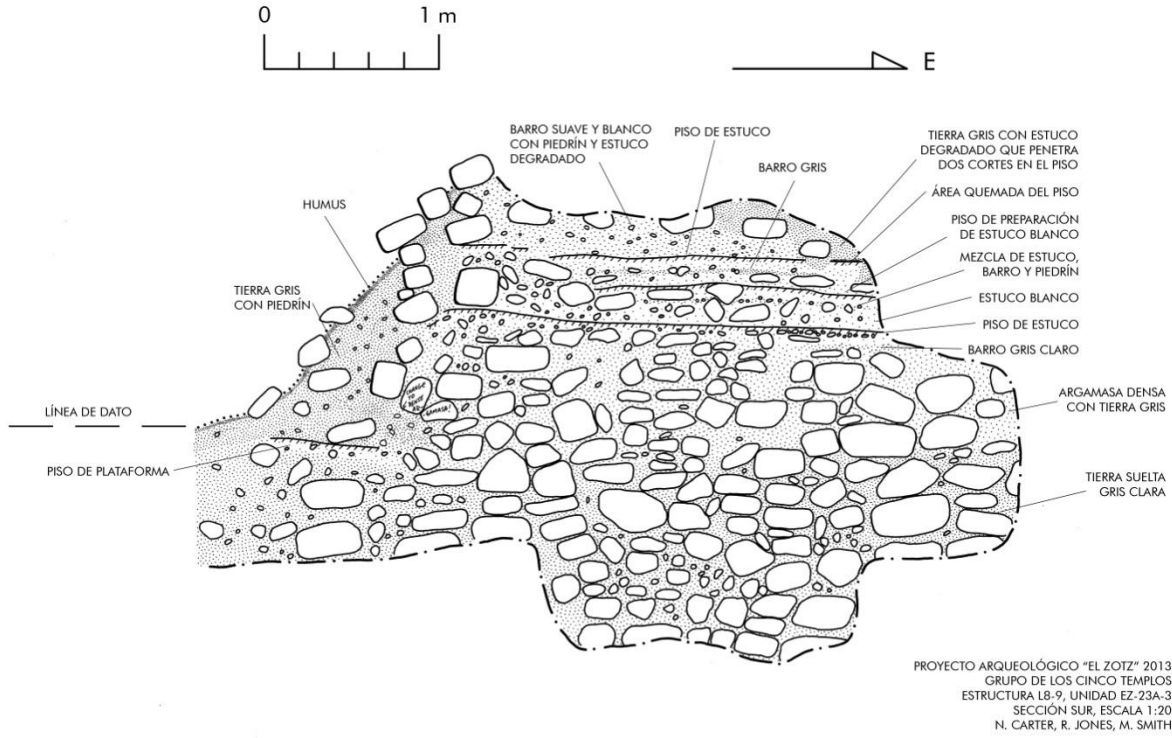 0
1 m
E
BARRO SUAVE Y BLANCO
CON PIEDRÍN Y ESTUCO
DEGRADADO
PISO DE ESTUCO
BARRO GRIS
TIERRA GRIS CON ESTUCO
DEGRADADO QUE PENETRA
DOS CORTES EN EL PISO
ÁREA QUEMADA DEL PISO
PISO DE PREPARACIÓN
DE ESTUCO BLANCO
MEZCLA DE ESTUCO,
BARRO Y PIEDRÍN
ESTUCO BLANCO
PISO DE ESTUCO
BARRO GRIS CLARO
ARGAMASA DENSA
CON TIERRA GRIS
TIERRA SUELTA
GRIS CLARA
HUMUS
TIERRA GRIS
CON PIEDRÍN
LÍNEA DE DATO
PISO DE PLATAFORMA
PROYECTO ARQUEOLÓGICO "EL ZOTZ" 2013
GRUPO DE LOS CINCO TEMPLOS
ESTRUCTURA L8-9, UNIDAD EZ-23A-3
SECCIÓN SUR, ESCALA 1:20
N. CARTER, R. JONES, M. SMITH